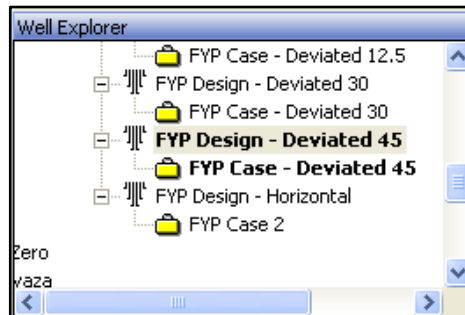 Well Explorer
FYP Case - Deviated 12.5
FYP Design - Deviated 30
FYP Case - Deviated 30
FYP Design - Deviated 45
FYP Case - Deviated 45
FYP Design - Horizontal
FYP Case 2
Zero
vaza